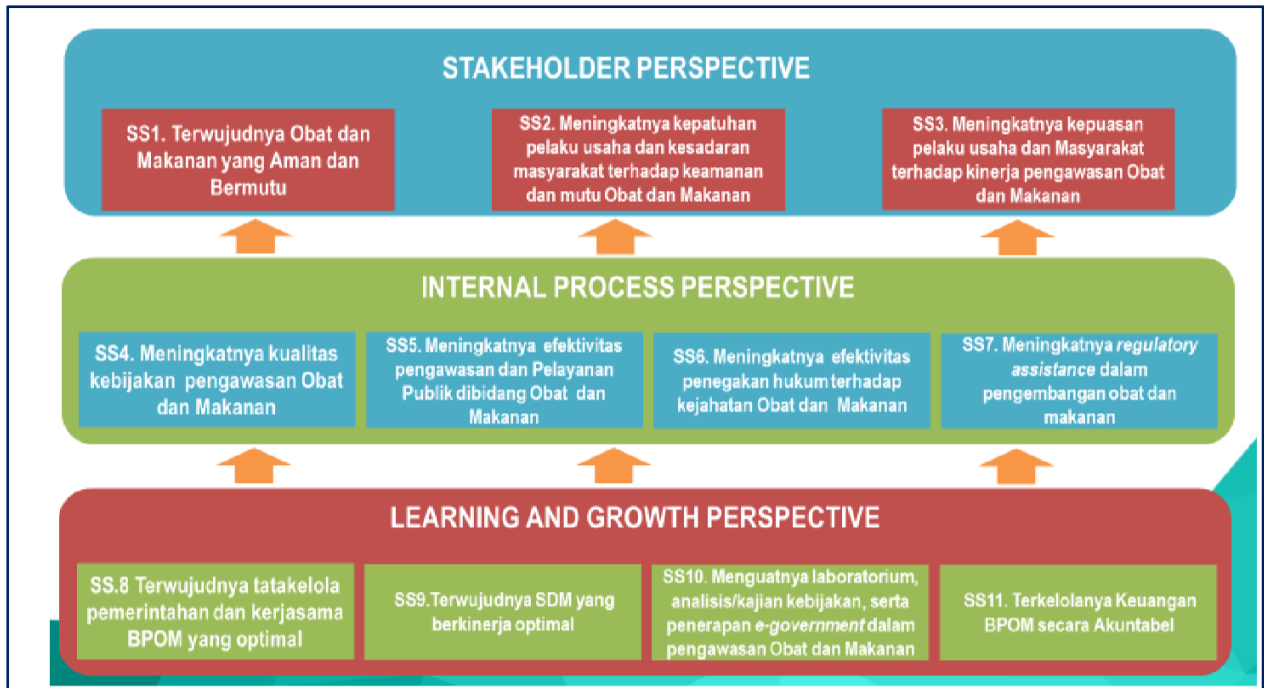 STAKEHOLDER PERSPECTIVE
SS1. Terwujudnya Obat dan
Makanan yang Aman dan
Bermutu
SS2. Meningkatnya kepatuhan
pelaku usaha dan kesadaran
masyarakat terhadap keamanan
dan mutu Obat dan Makanan
SS3. Meningkatnya kepuasan
pelaku usaha dan Masyarakat
terhadap kinerja pengawasan Obat
dan Makanan
INTERNAL PROCESS PERSPECTIVE
SS4. Meningkatnya kualitas
kebijakan pengawasan Obat
dan Makanan
SS5. Meningkatnya efektivitas
pengawasan dan Pelayanan
Publik dibidang Obat dan
Makanan
SS6. Meningkatnya efektivitas
penegakan hukum terhadap
kejahatan Obat dan Makanan
SS7. Meningkatnya regulatory
assistance dalam
pengembangan obat dan
makanan
LEARNING AND GROWTH PERSPECTIVE
SS.8 Terwujudnya tatakelola
pemerintahan dan kerjasama
BPOM yang optimal
SS9.Terwujudnya SDM yang
berkinerja optimal
SS10. Menguatnya laboratorium,
analisis/kajian kebijakan, serta
penerapan e-government dalam
pengawasan Obat dan Makanan
SS11. Terkelolanya Keuangan
BPOM secara Akuntabel